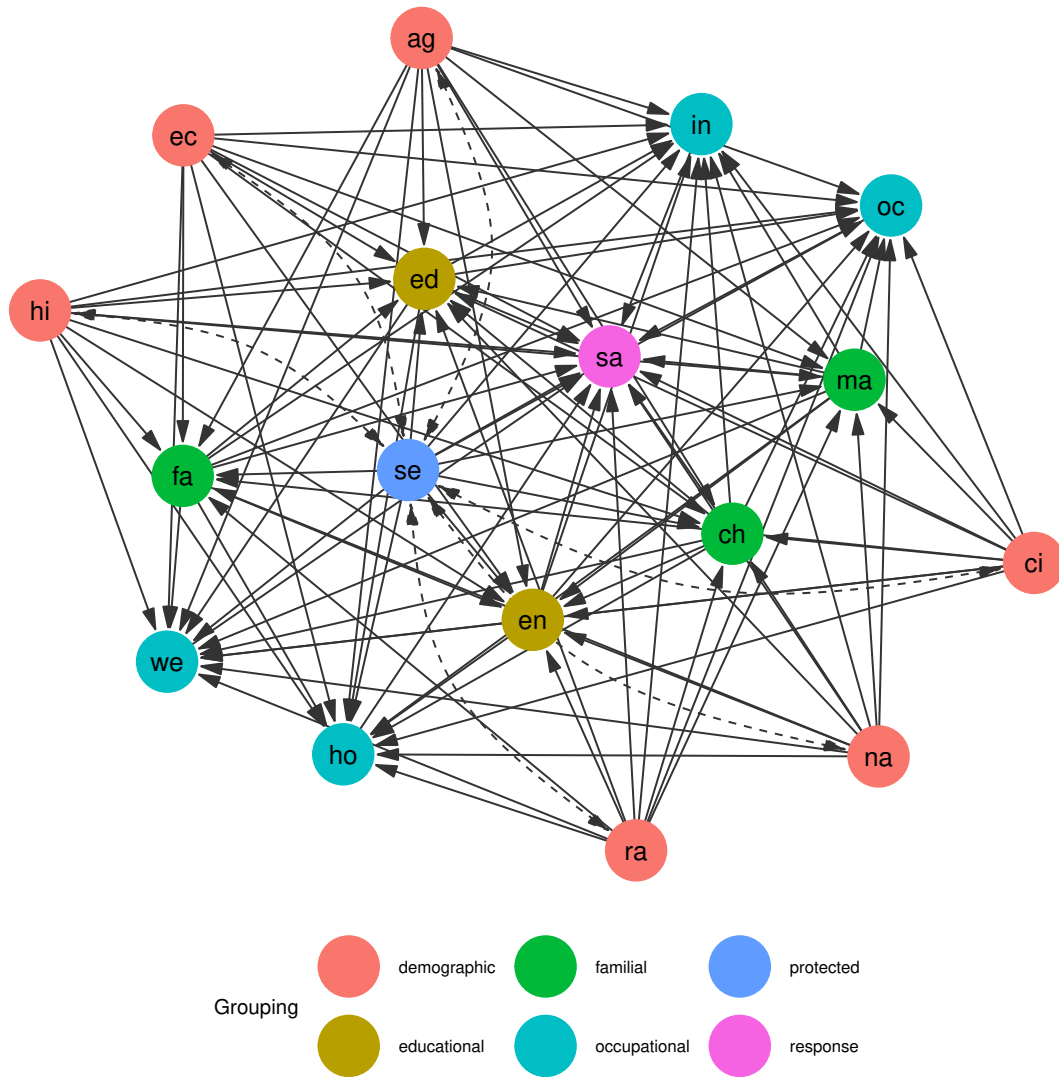 ag
in
ec
oc
ed
hi
sa
ma
se
fa
ch
ci
en
we
ho
na
ra
demographic familial protected
Grouping
educational occupational response